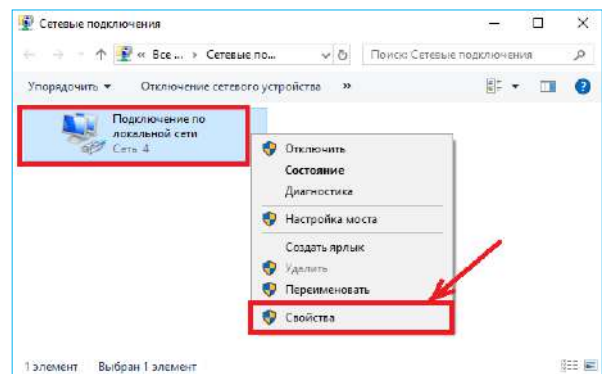 Сетевые подключения
« Все ... › Сетевые по...
Поиск: Сетевые подключения
Упорядочить
Отключение сетевого устройства »
Подключение по
локальной сети
Сеть 4
Отключить
Состояние
Диагностика
Настройка моста
Создать ярлык
Удалить
Переименовать
Свойства
1 элемент Выбран 1 элемент